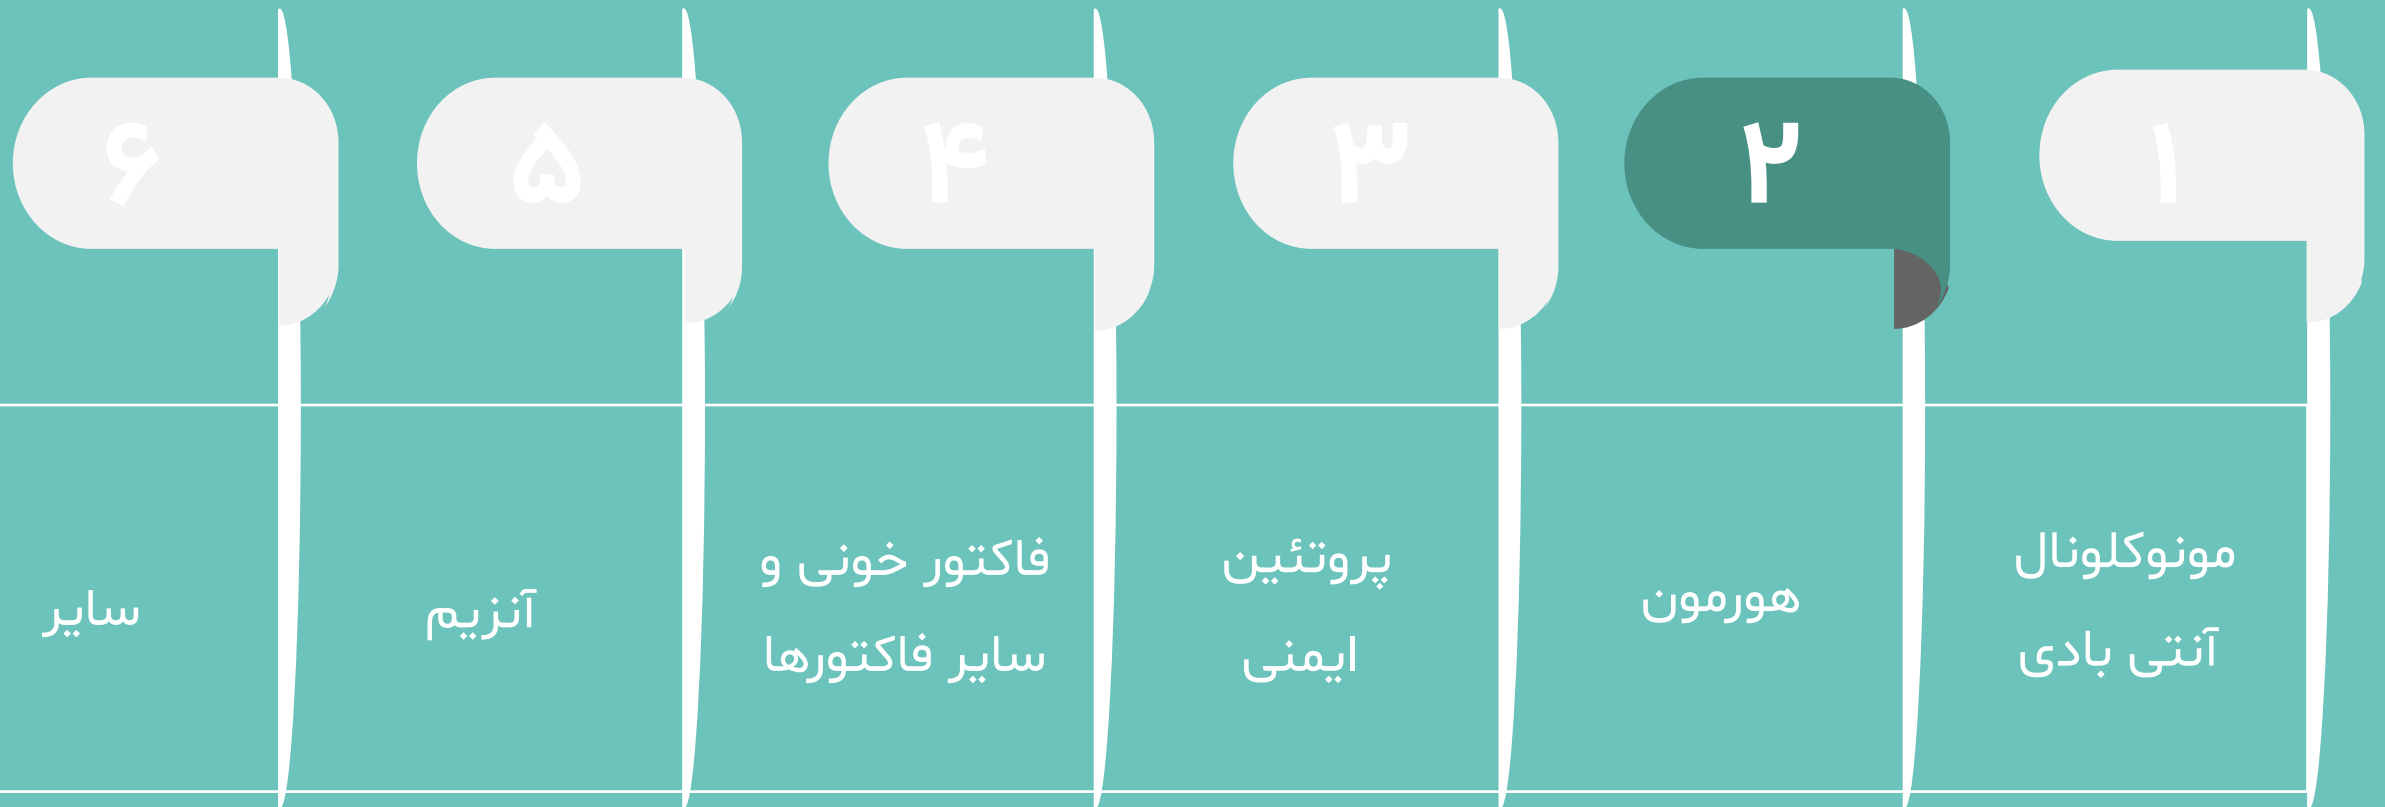 ۱
۲
۳
۴
۵
۶
مونوکلونال
آنتی بادی
هورمون
پروتئین
ایمنی
فاکتور خونی و
سایر فاکتورها
آنزیم
سایر